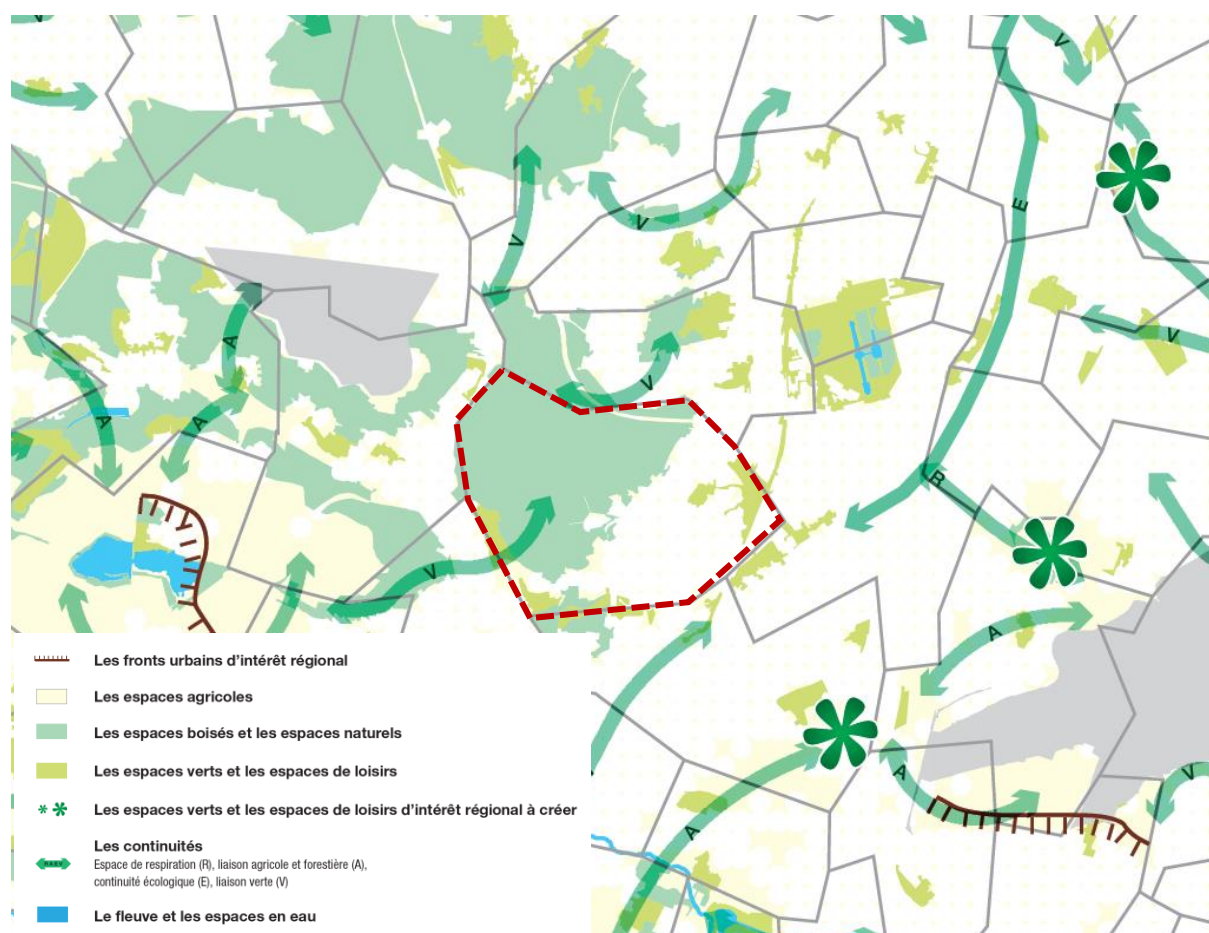 V
V
E
V
V
V
A
V
A
A
R
V
A
Les fronts urbains d'intérêt régional
Les espaces agricoles
Les espaces boisés et les espaces naturels
Les espaces verts et les espaces de loisirs
Les espaces verts et les espaces de loisirs d'intérêt régional à créer
Les continuités
Espace de respiration (R), liaison agricole et forestière (A),
continuité écologique (E), liaison verte (V)
Le fleuve et les espaces en eau
A
V
A